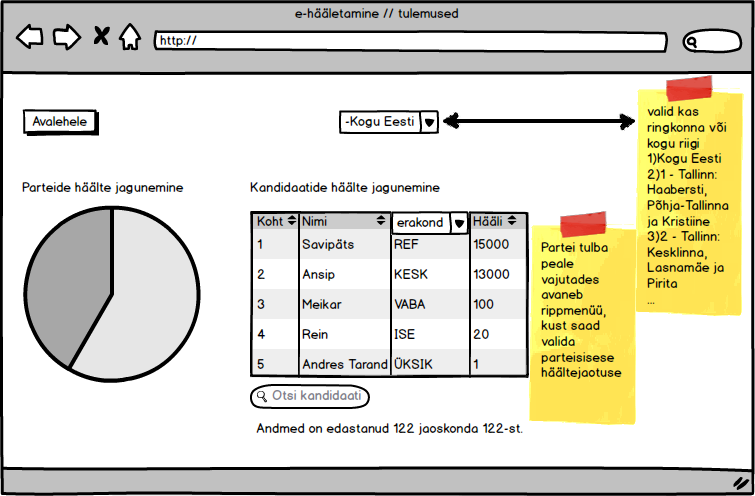 e-hääletamine // tulemused
http://
Avalehele
-Kogu Eesti
valid kas
ringkonna või
kogu riigi
1)Kogu Eesti
2)1 - Tallinn:
Haabersti,
Põhja-Tallinna
ja Kristiine
3)2 - Tallinn:
Kesklinna,
Lasnamäe ja
Pirita
...
Parteide häälte jagunemine
Kandidaatide häälte jagunemine
Koht Nimi erakond Hääli
1 Savipäts REF 15000
2 Ansip KESK 13000
3 Meikar VABA 100
4 Rein ISE 20
5 Andres Tarand ÜKSIK 1
Partei tulba
peale
vajutades
avaneb
rippmenüü,
kust saad
valida
parteisisese
häältejaotuse
Otsi kandidaati
Andmed on edastanud 122 jaoskonda 122-st.